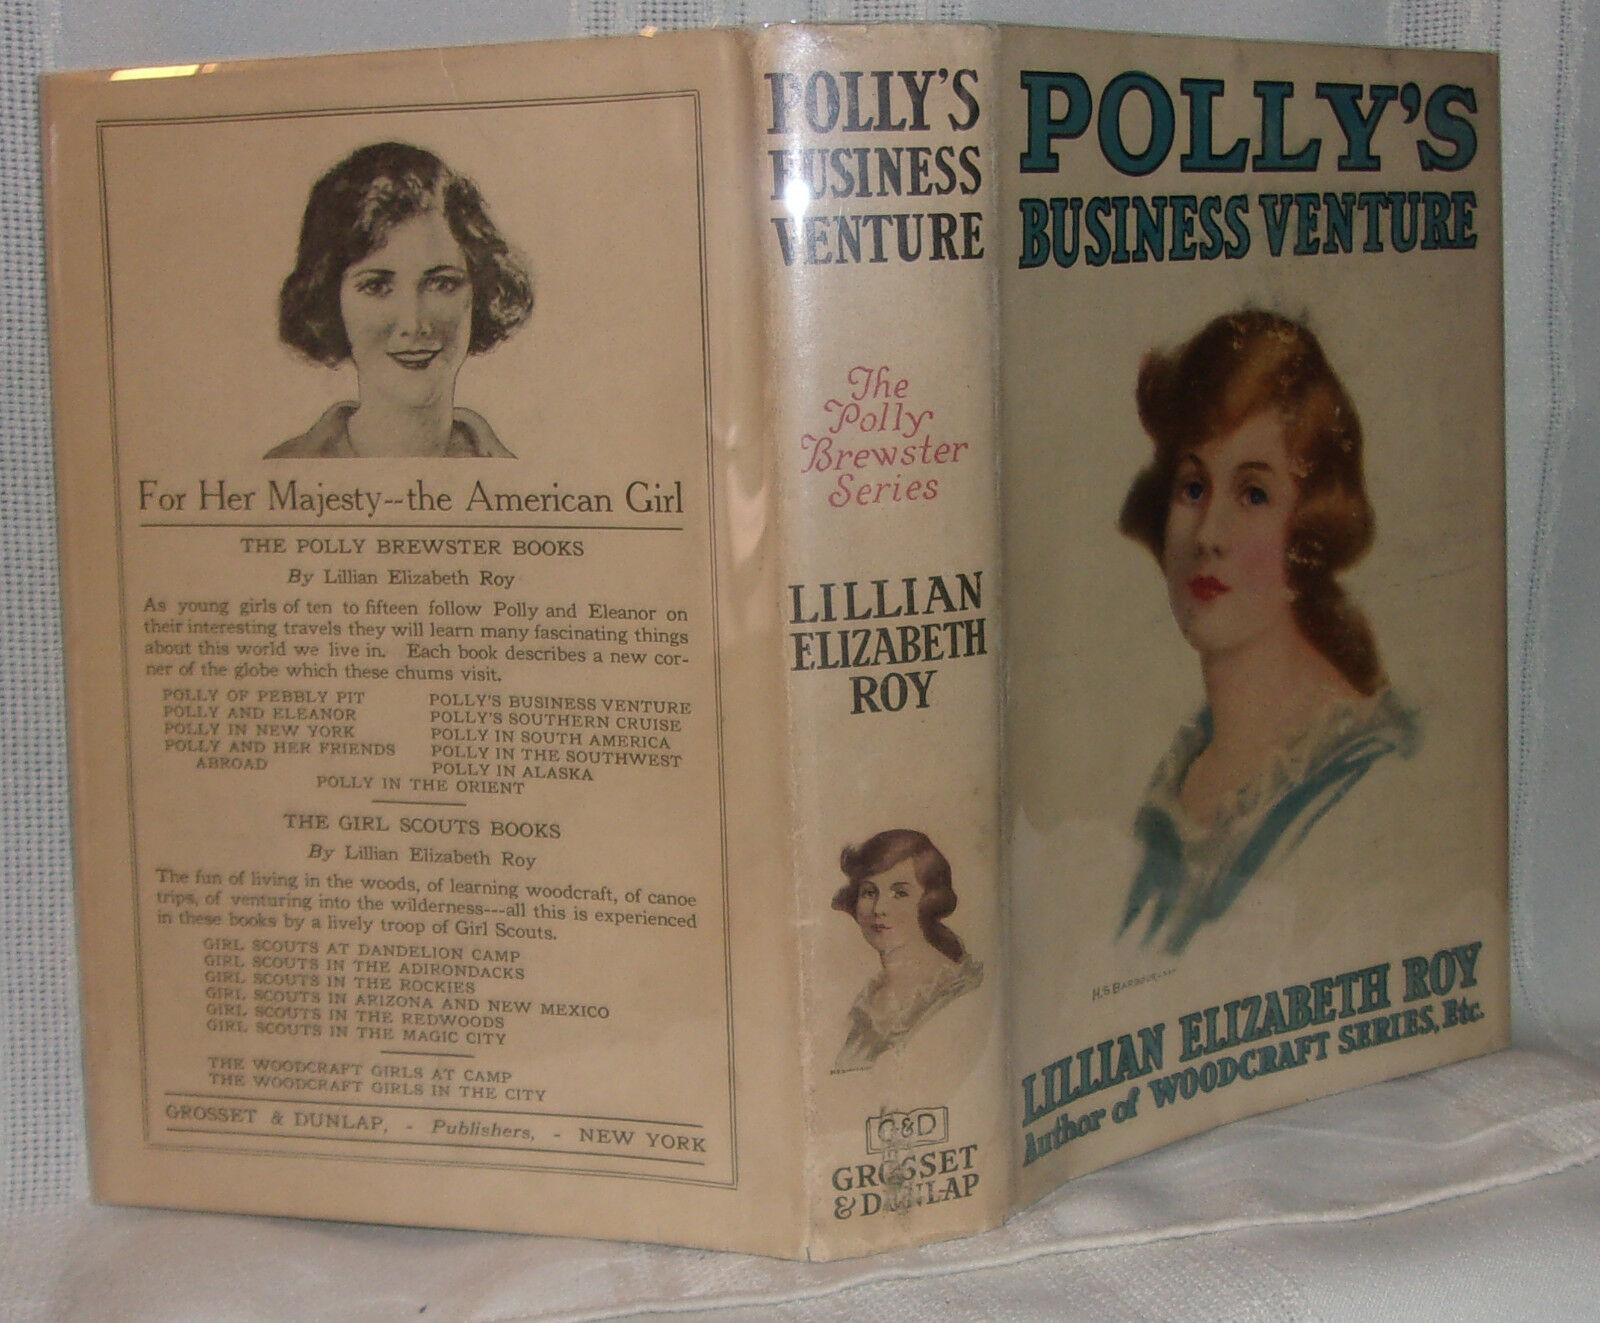 For Her Majesty--the American Girl
THE POLLY BREWSTER BOOKS
By Lillian Elizabeth Roy
As young girls of ten to fifteen follow Polly and Eleanor on
their interesting travels they will learn many fascinating things
about this world we live in. Each book describes a new cor-
ner of the globe which these chums visit.
POLLY OF PEBBLY PIT
POLLY AND ELEANOR
POLLY IN NEW YORK
POLLY AND HER FRIENDS
ABROAD
POLLY'S BUSINESS VENTURE
POLLY'S SOUTHERN CRUISE
POLLY IN SOUTH AMERICA
POLLY IN THE SOUTHWEST
POLLY IN ALASKA
POLLY IN THE ORIENT
THE GIRL SCOUTS BOOKS
By Lillian Elizabeth Roy
The fun of living in the woods, of learning woodcraft, of canoe
trips, of venturing into the wilderness---all this is experienced
in these books by a lively troop of Girl Scouts.
GIRL SCOUTS AT DANDELION CAMP
GIRL SCOUTS IN THE ADIRONDACKS
GIRL SCOUTS IN THE ROCKIES
GIRL SCOUTS IN ARIZONA AND NEW MEXICO
GIRL SCOUTS IN THE REDWOODS
GIRL SCOUTS IN THE MAGIC CITY
THE WOODCRAFT GIRLS AT CAMP
THE WOODCRAFT GIRLS IN THE CITY
GROSSET & DUNLAP, - Publishers, - NEW YORK
POLLY'S
BUSINESS
VENTURE
The
Polly
Brewster
Series
LILLIAN
ELIZABETH
ROY
G&D
GROSSET
& DUNLAP
POLLY'S
BUSINESS VENTURE
H.S BARBOUR
LILLIAN ELIZABETH ROY
Author of WOODCRAFT SERIES, Etc.